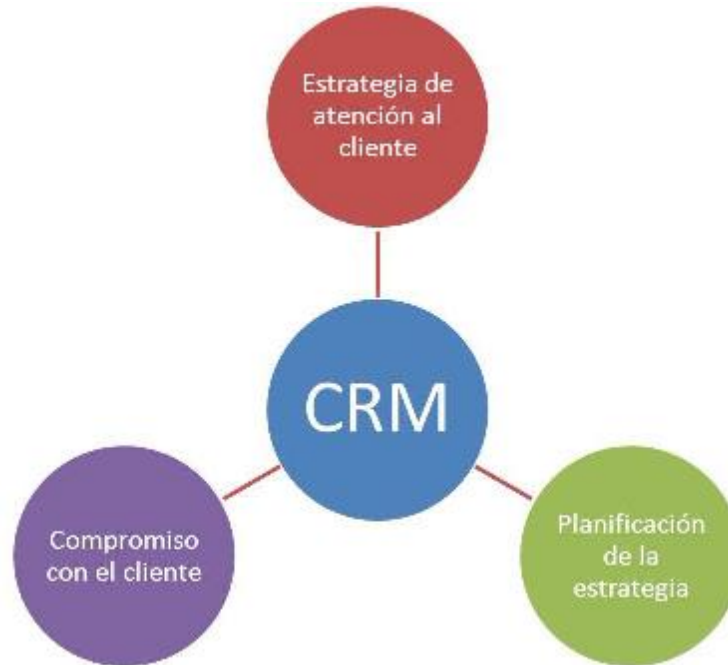 Estrategia de
atención al
cliente
CRM
Compromiso
con el cliente
Planificación
de la
estrategia